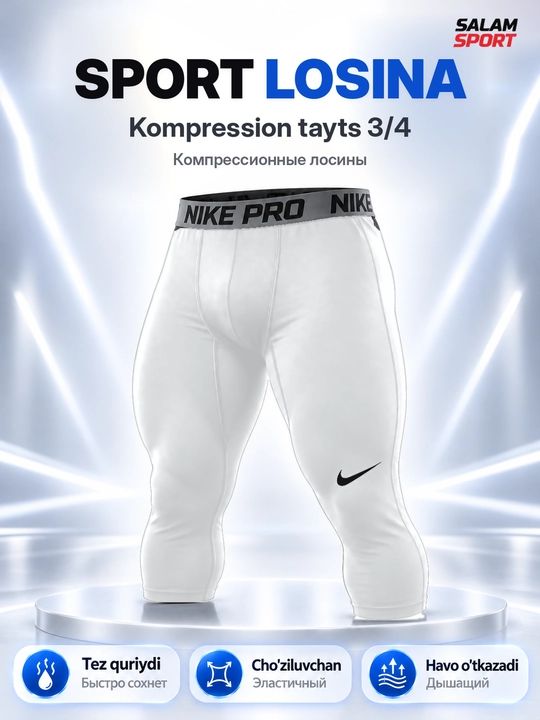 SALAM
SPORT
SPORT LOSINA
Kompression tayts 3/4
Компрессионные лосины
NIKE PRO NIKE
Tez quriydi
Быстро сохнет
Cho'ziluvchan
Эластичный
Havo o'tkazadi
Дышащий